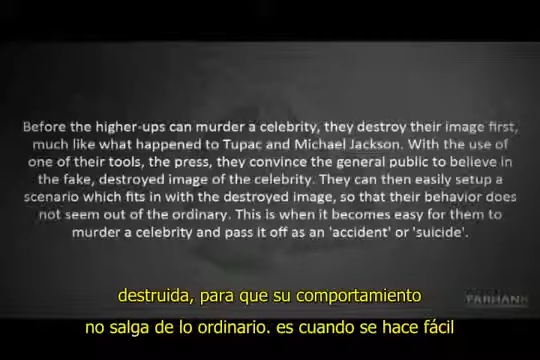 Before the higher-ups can murder a celebrity, they destroy their image first,
much like what happened to Tupac and Michael Jackson. With the use of
one of their tools, the press, they convince the general public to believe in
the fake, destroyed image of the celebrity. They can then easily setup a
scenario which fits in with the destroyed image, so that their behavior does
not seem out of the ordinary. This is when it becomes easy for them to
murder a celebrity and pass it off as an 'accident' or 'suicide'.
destruida, para que su comportamiento
FARHANK
no salga de lo ordinario. es cuando se hace fácil